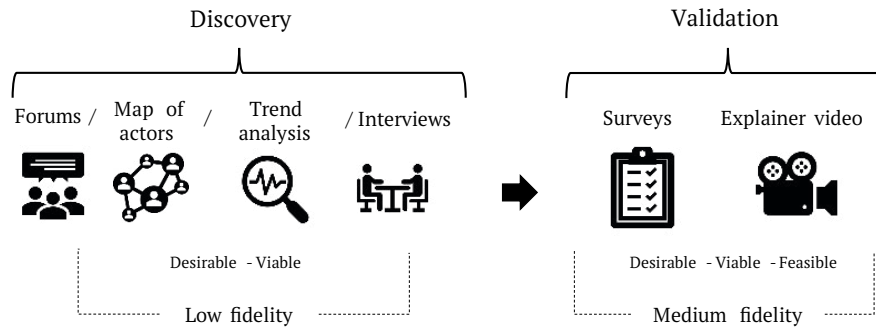 Discovery
Validation
Forums / Map of actors / Trend analysis / Interviews
Surveys
Explainer video
Desirable - Viable
Desirable - Viable - Feasible
Low fidelity
Medium fidelity